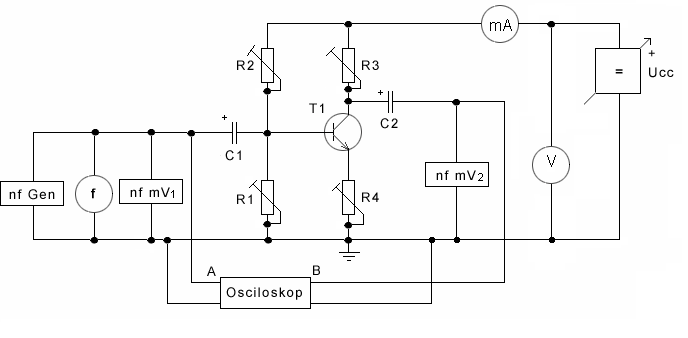 mA
R2
R3
+
=
Ucc
T1
+
C2
+
C1
V
nf Gen
f
nf mV1
nf mV2
R1
R4
A
B
Osciloskop